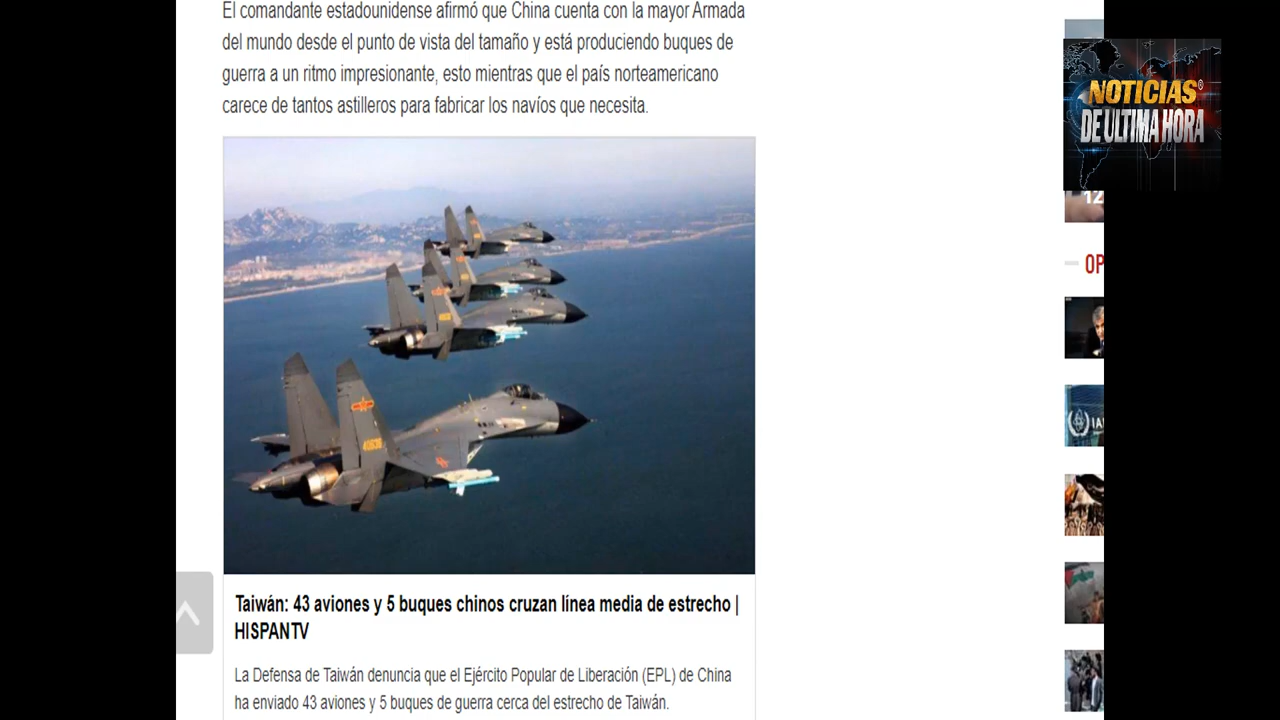 El comandante estadounidense afirmó que China cuenta con la mayor Armada
del mundo desde el punto de vista del tamaño y está produciendo buques de
guerra a un ritmo impresionante, esto mientras que el país norteamericano
carece de tantos astilleros para fabricar los navíos que necesita.
NOTICIAS
DE ULTIMA HORA
12
OP
IA
Taiwán: 43 aviones y 5 buques chinos cruzan línea media de estrecho |
HISPANTV
La Defensa de Taiwán denuncia que el Ejército Popular de Liberación (EPL) de China
ha enviado 43 aviones y 5 buques de guerra cerca del estrecho de Taiwán.